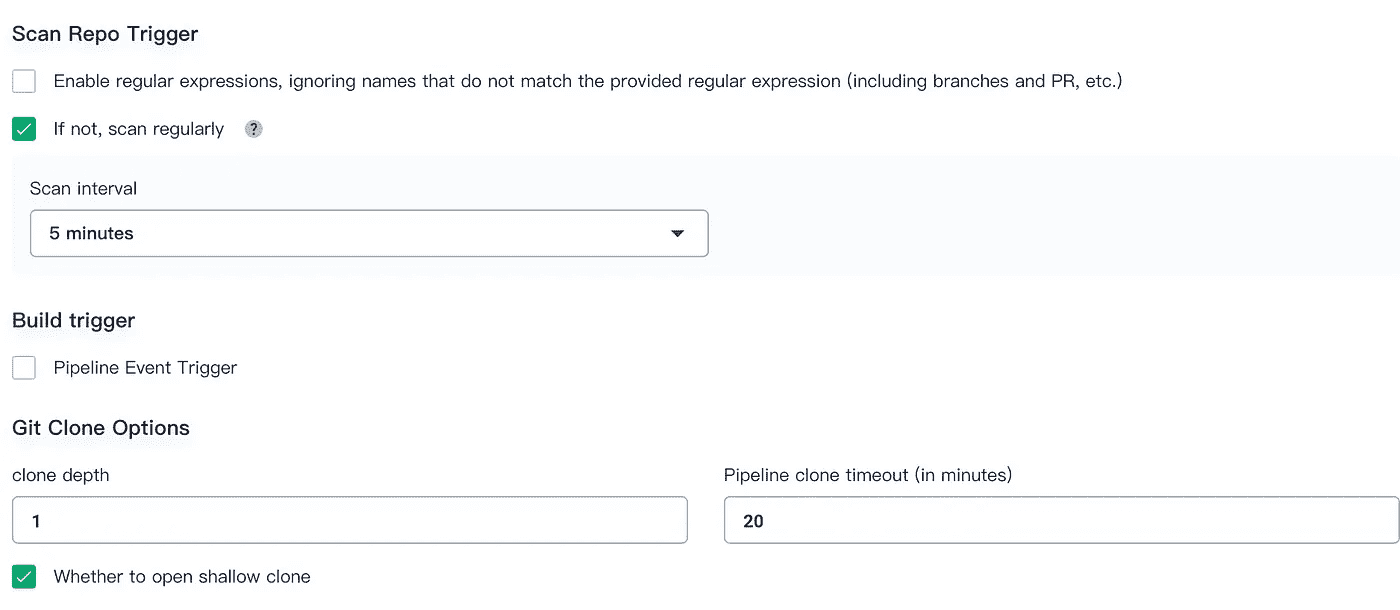 Scan Repo Trigger
Enable regular expressions, ignoring names that do not match the provided regular expression (including branches and PR, etc.)
If not, scan regularly ?
Scan interval
5 minutes
Build trigger
Pipeline Event Trigger
Git Clone Options
clone depth Pipeline clone timeout (in minutes)
1 20
Whether to open shallow clone